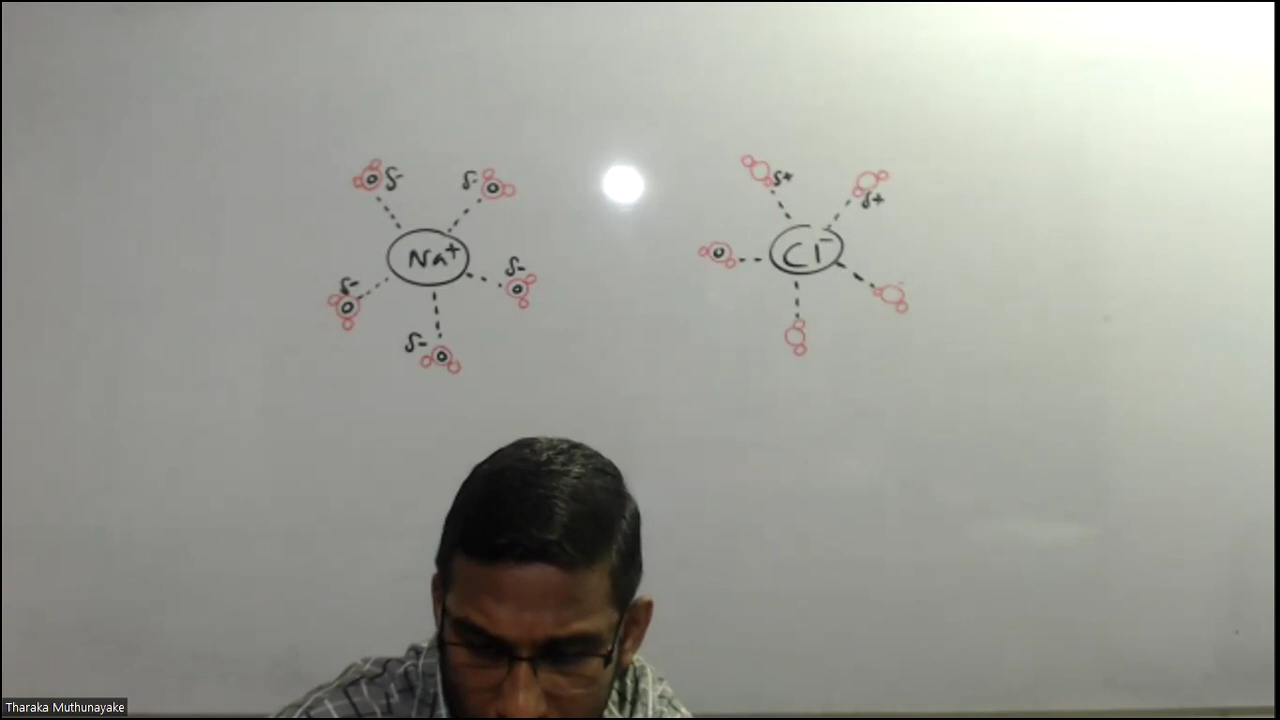 δ- δ- δ+ δ+
Na+ Cl-
O O O O O O
δ- δ-
δ-
Tharaka Muthunayake